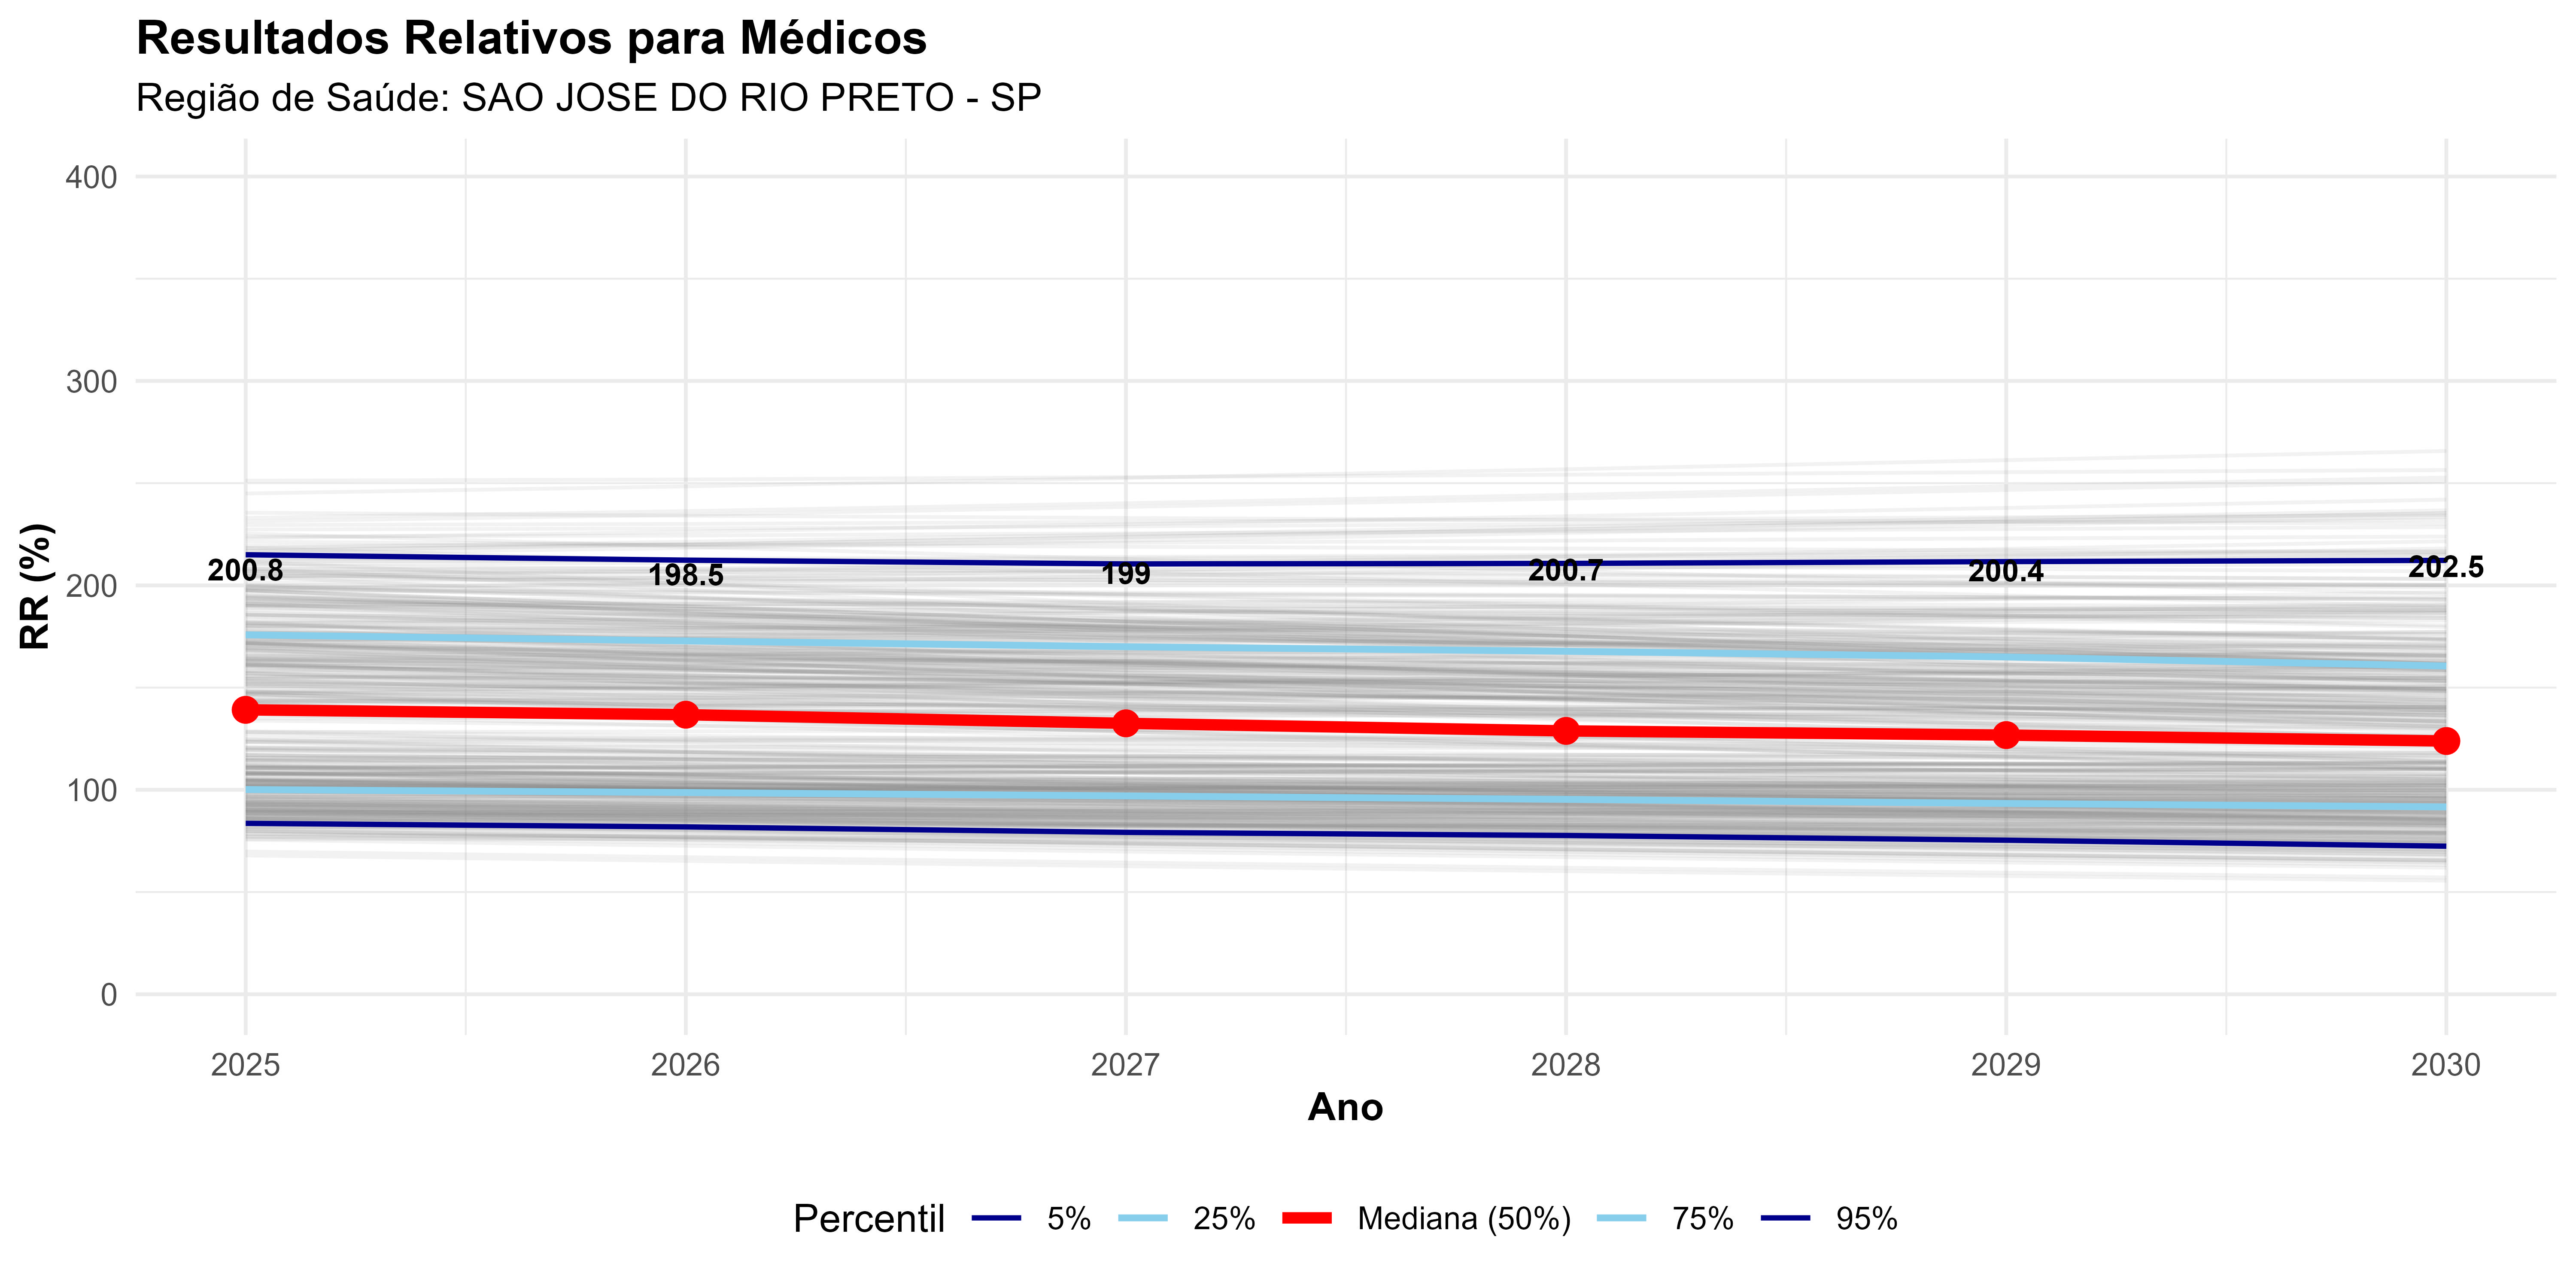 Resultados Relativos para Médicos
Região de Saúde: SAO JOSE DO RIO PRETO - SP
RR (%)
400
300
200
100
0
200.8 198.5 199 200.7 200.4 202.5
2025 2026 2027 2028 2029 2030
Ano
Percentil 5% 25% Mediana (50%) 75% 95%